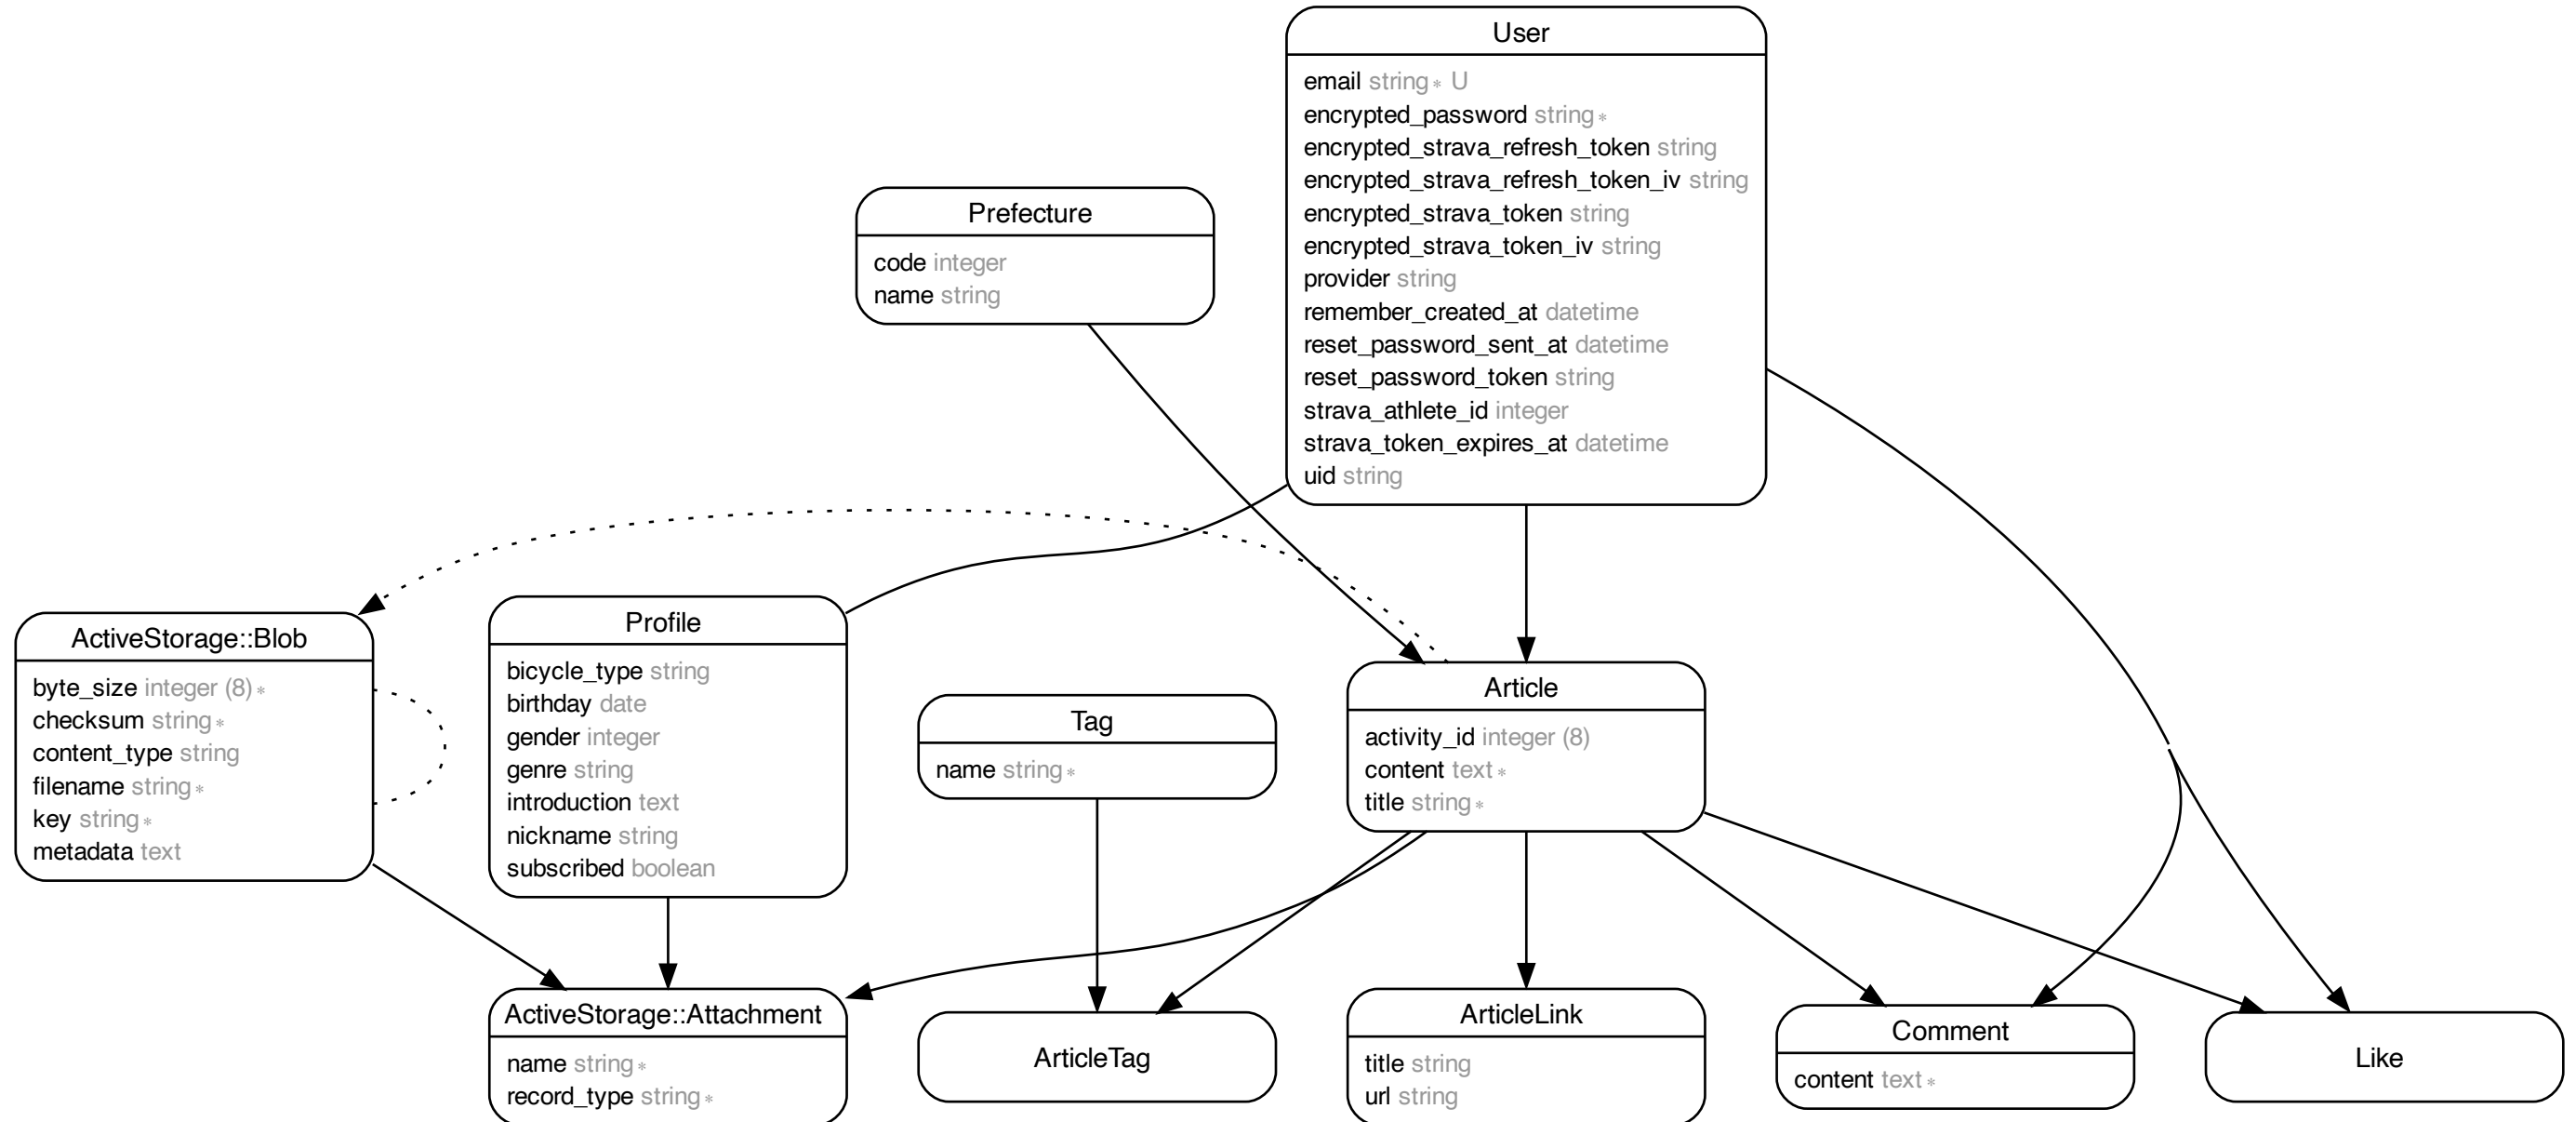 User
email string* U
encrypted_password string*
encrypted_strava_refresh_token string
encrypted_strava_refresh_token_iv string
encrypted_strava_token string
encrypted_strava_token_iv string
provider string
remember_created_at datetime
reset_password_sent_at datetime
reset_password_token string
strava_athlete_id integer
strava_token_expires_at datetime
uid string
Prefecture
code integer
name string
ActiveStorage::Blob
byte_size integer (8)*
checksum string*
content_type string
filename string*
key string*
metadata text
Profile
bicycle_type string
birthday date
gender integer
genre string
introduction text
nickname string
subscribed boolean
Tag
name string*
Article
activity_id integer (8)
content text*
title string*
ActiveStorage::Attachment
name string*
record_type string*
ArticleTag
ArticleLink
title string
url string
Comment
content text*
Like